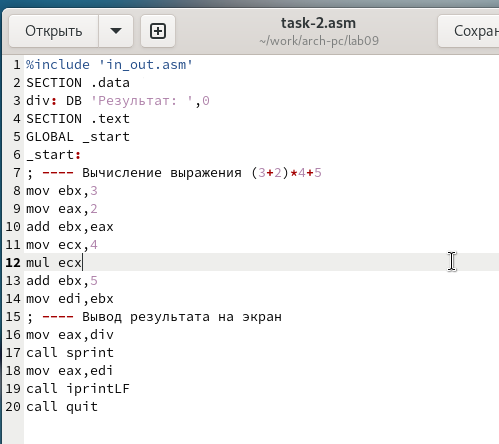 Открыть
task-2.asm
~/work/arch-pc/lab09
Сохран
1 %include 'in_out.asm'
2 SECTION .data
3 div: DB 'Результат: ',0
4 SECTION .text
5 GLOBAL _start
6 _start:
7 ; ---- Вычисление выражения (3+2)*4+5
8 mov ebx,3
9 mov eax,2
10 add ebx,eax
11 mov ecx,4
12 mul ecx
13 add ebx,5
14 mov edi,ebx
15 ; ---- Вывод результата на экран
16 mov eax,div
17 call sprint
18 mov eax,edi
19 call iprintLF
20 call quit